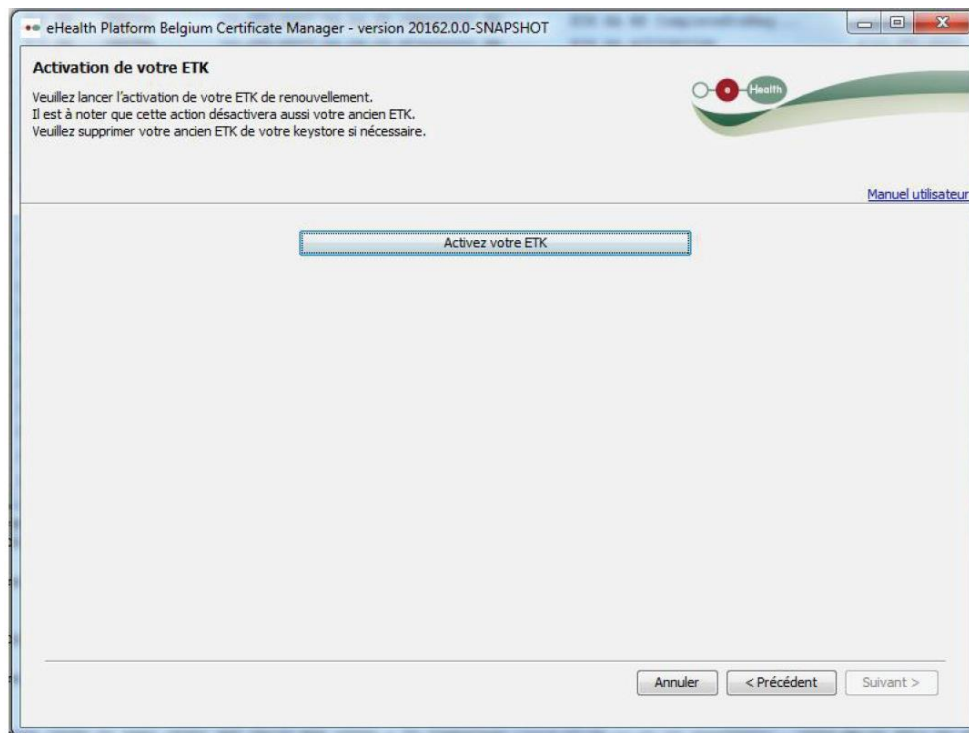 eHealth Platform Belgium Certificate Manager - version 20162.0.0-SNAPSHOT
Activation de votre ETK
Veuillez lancer l'activation de votre ETK de renouvellement.
Il est à noter que cette action désactivera aussi votre ancien ETK.
Veuillez supprimer votre ancien ETK de votre keystore si nécessaire.
Health
Manuel utilisateur
Activez votre ETK
Annuler
< Précédent
Suivant >